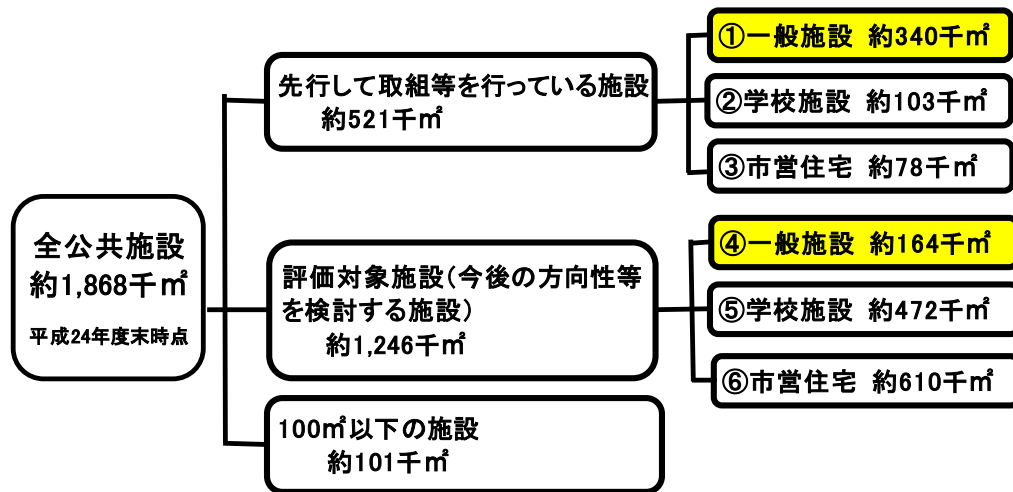 全公共施設
約1,868千㎡
平成24年度末時点
先行して取組等を行っている施設
約521千㎡
①一般施設 約340千㎡
②学校施設 約103千㎡
③市営住宅 約78千㎡
評価対象施設(今後の方向性等
を検討する施設)
約1,246千㎡
④一般施設 約164千㎡
⑤学校施設 約472千㎡
⑥市営住宅 約610千㎡
100㎡以下の施設
約101千㎡